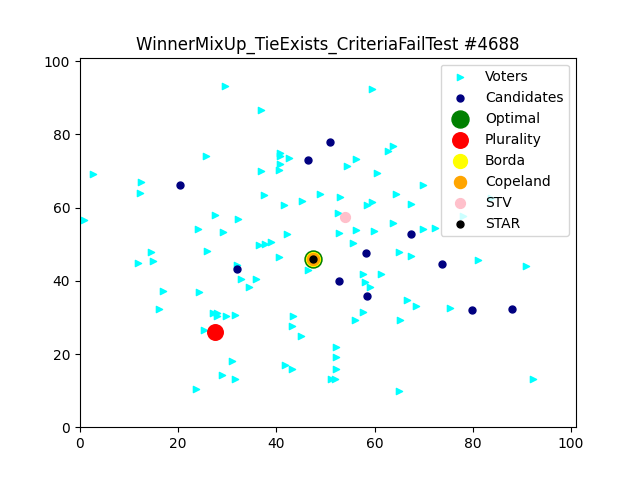 WinnerMixUp_TieExists_CriteriaFailTest #4688
100
80
60
40
20
0
0 20 40 60 80 100
Voters
Candidates
Optimal
Plurality
Borda
Copeland
STV
STAR